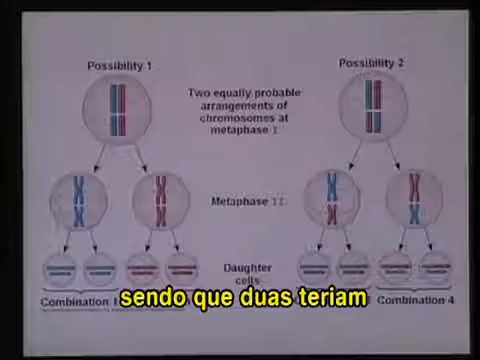 Possibility 1
Possibility 2
Two equally probable
arrangements of
chromosomes at
metaphase I
Metaphase II
Daughter
cells
Combination 1
Combination 4
sendo que duas teriam